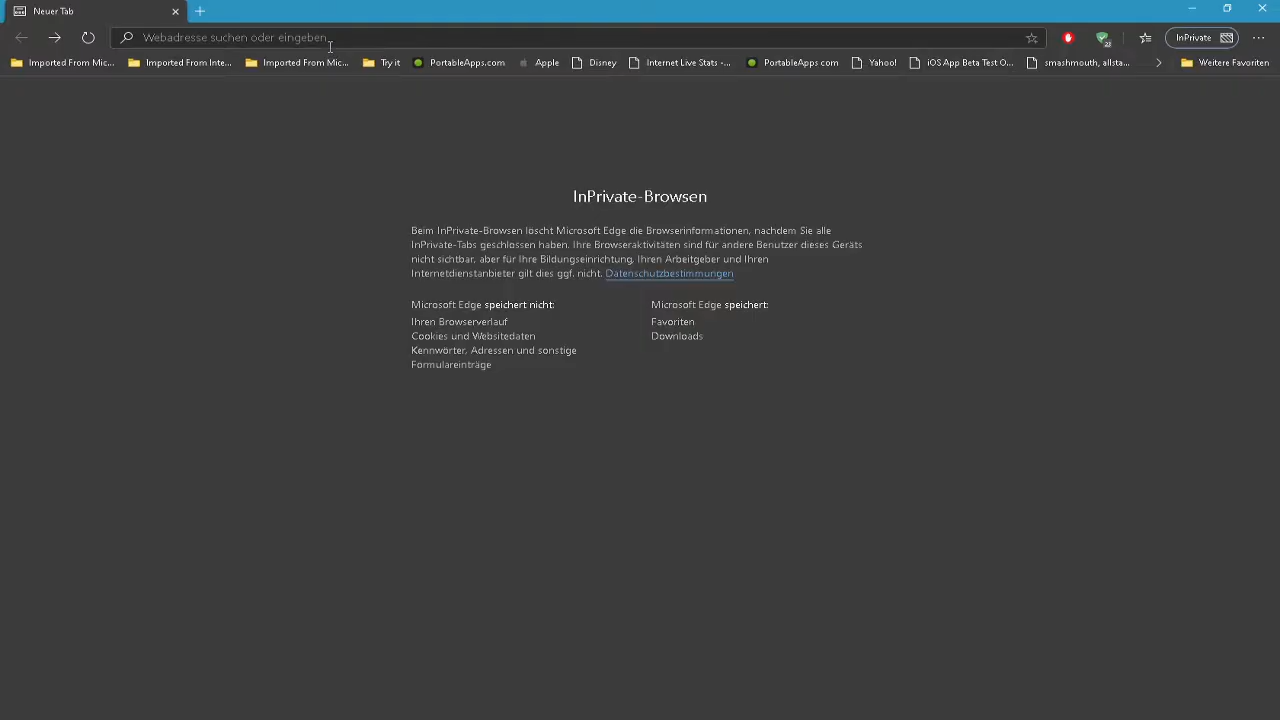 Neuer Tab
Webadresse suchen oder eingeben
InPrivate
Imported From Mic... Imported From Inte... Imported From Mic... Try it PortableApps.com Apple Disney Internet Live Stats -... PortableApps com Yahoo! iOS App Beta Test O... smashmouth, allsta... Weitere Favoriten
InPrivate-Browsen
Beim InPrivate-Browsen löscht Microsoft Edge die Browserinformationen, nachdem Sie alle
InPrivate-Tabs geschlossen haben. Ihre Browseraktivitäten sind für andere Benutzer dieses Geräts
nicht sichtbar, aber für Ihre Bildungseinrichtung, Ihren Arbeitgeber und Ihren
Internetdienstanbieter gilt dies ggf. nicht. Datenschutzbestimmungen
Microsoft Edge speichert nicht:
Ihren Browserverlauf
Cookies und Websitedaten
Kennwörter, Adressen und sonstige
Formulareinträge
Microsoft Edge speichert:
Favoriten
Downloads